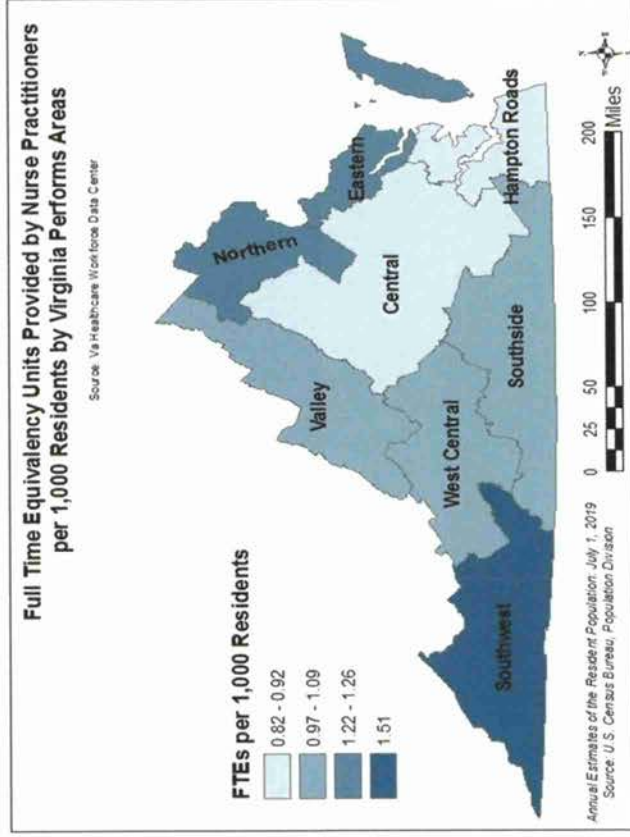 Full Time Equivalency Units Provided by Nurse Practitioners
per 1,000 Residents by Virginia Performs Areas
Source: Va Healthcare Workforce Data Center
FTEs per 1,000 Residents
0.82 - 0.92
0.97 - 1.09
1.22 - 1.26
1.51
Northern
Eastern
Valley
Central
West Central
Hampton Roads
Southside
Southwest
Annual Estimates of the Resident Population: July 1, 2019
Source: U.S. Census Bureau, Population Division
0 50 100 150 200
Miles